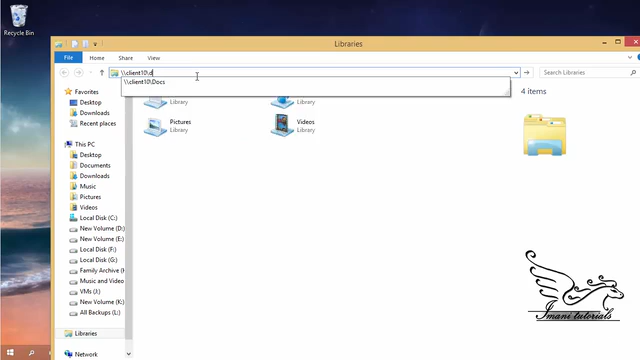 Recycle Bin
Libraries
File
Home
Share
View
\\client10\d
Search Libraries
\\client10\Docs
Favorites
Desktop
Downloads
Recent places
This PC
Desktop
Documents
Downloads
Music
Pictures
Videos
Local Disk (C:)
New Volume (D:)
New Volume (E:)
Local Disk (F:)
Local Disk (G:)
Family Archive (H
Music and Video
VMs (J:)
New Volume (K:)
All Backups (L:)
Libraries
Network
Library
Library
Pictures
Library
Videos
Library
4 items
Imani tutorials